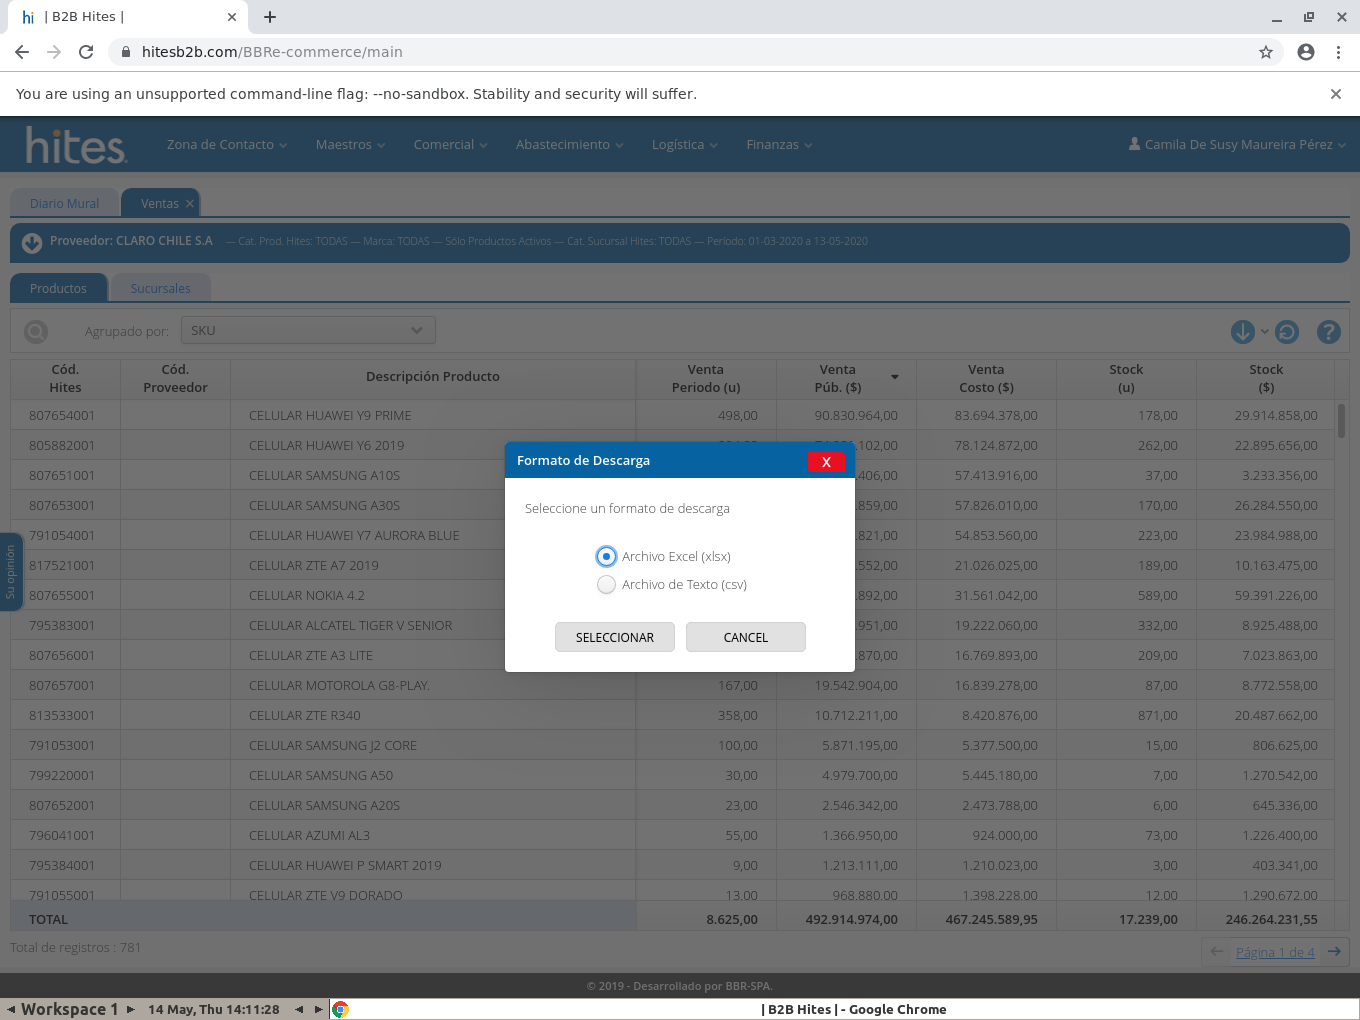 | B2B Hites |
hitesb2b.com/BBRe-commerce/main
You are using an unsupported command-line flag: --no-sandbox. Stability and security will suffer.
hites
Zona de Contacto Maestros Comercial Abastecimiento Logística Finanzas Camila De Susy Maureira Pérez
Diario Mural Ventas
Proveedor: CLARO CHILE S.A — Cat. Prod. Hites: TODAS — Marca: TODAS — Sólo Productos Activos — Cat. Sucursal Hites: TODAS — Período: 01-03-2020 a 13-05-2020
Productos Sucursales
Agrupado por: SKU
Cód. Hites Cód. Proveedor Descripción Producto Venta Periodo (u) Venta Púb. ($) Venta Costo ($) Stock (u) Stock ($)
807654001 CELULAR HUAWEI Y9 PRIME 498,00 90.830.964,00 83.694.378,00 178,00 29.914.858,00
805882001 CELULAR HUAWEI Y6 2019 .102,00 78.124.872,00 262,00 22.895.656,00
807651001 CELULAR SAMSUNG A10S .406,00 57.413.916,00 37,00 3.233.356,00
807653001 CELULAR SAMSUNG A30S .859,00 57.826.010,00 170,00 26.284.550,00
791054001 CELULAR HUAWEI Y7 AURORA BLUE .821,00 54.853.560,00 223,00 23.984.988,00
817521001 CELULAR ZTE A7 2019 .552,00 21.026.025,00 189,00 10.163.475,00
807655001 CELULAR NOKIA 4.2 .892,00 31.561.042,00 589,00 59.391.226,00
795383001 CELULAR ALCATEL TIGER V SENIOR .951,00 19.222.060,00 332,00 8.925.488,00
807656001 CELULAR ZTE A3 LITE .870,00 16.769.893,00 209,00 7.023.863,00
807657001 CELULAR MOTOROLA G8-PLAY. 167,00 19.542.904,00 16.839.278,00 87,00 8.772.558,00
813533001 CELULAR ZTE R340 358,00 10.712.211,00 8.420.876,00 871,00 20.487.662,00
791053001 CELULAR SAMSUNG J2 CORE 100,00 5.871.195,00 5.377.500,00 15,00 806.625,00
799220001 CELULAR SAMSUNG A50 30,00 4.979.700,00 5.445.180,00 7,00 1.270.542,00
807652001 CELULAR SAMSUNG A20S 23,00 2.546.342,00 2.473.788,00 6,00 645.336,00
796041001 CELULAR AZUMI AL3 55,00 1.366.950,00 924.000,00 73,00 1.226.400,00
795384001 CELULAR HUAWEI P SMART 2019 9,00 1.213.111,00 1.210.023,00 3,00 403.341,00
791055001 CELULAR ZTE V9 DORADO 13,00 968.880,00 1.398.228,00 12,00 1.290.672,00
TOTAL 8.625,00 492.914.974,00 467.245.589,95 17.239,00 246.264.231,55
Total de registros : 781
Página 1 de 4
Su opinión
Formato de Descarga X
Seleccione un formato de descarga
Archivo Excel (xlsx)
Archivo de Texto (csv)
SELECCIONAR CANCEL
© 2019 - Desarrollado por BBR-SPA.
Workspace 1 14 May, Thu 14:11:28 | B2B Hites | - Google Chrome